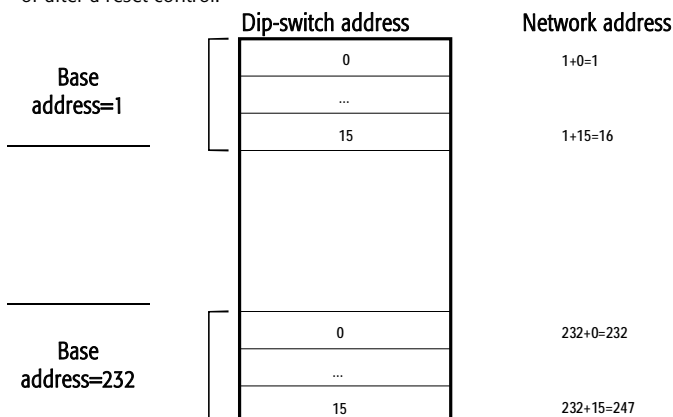 or after a reset control.
Dip-switch address Network address
Base
address=1
0 1+0=1
...
15 1+15=16
Base
address=232
0 232+0=232
...
15 232+15=247